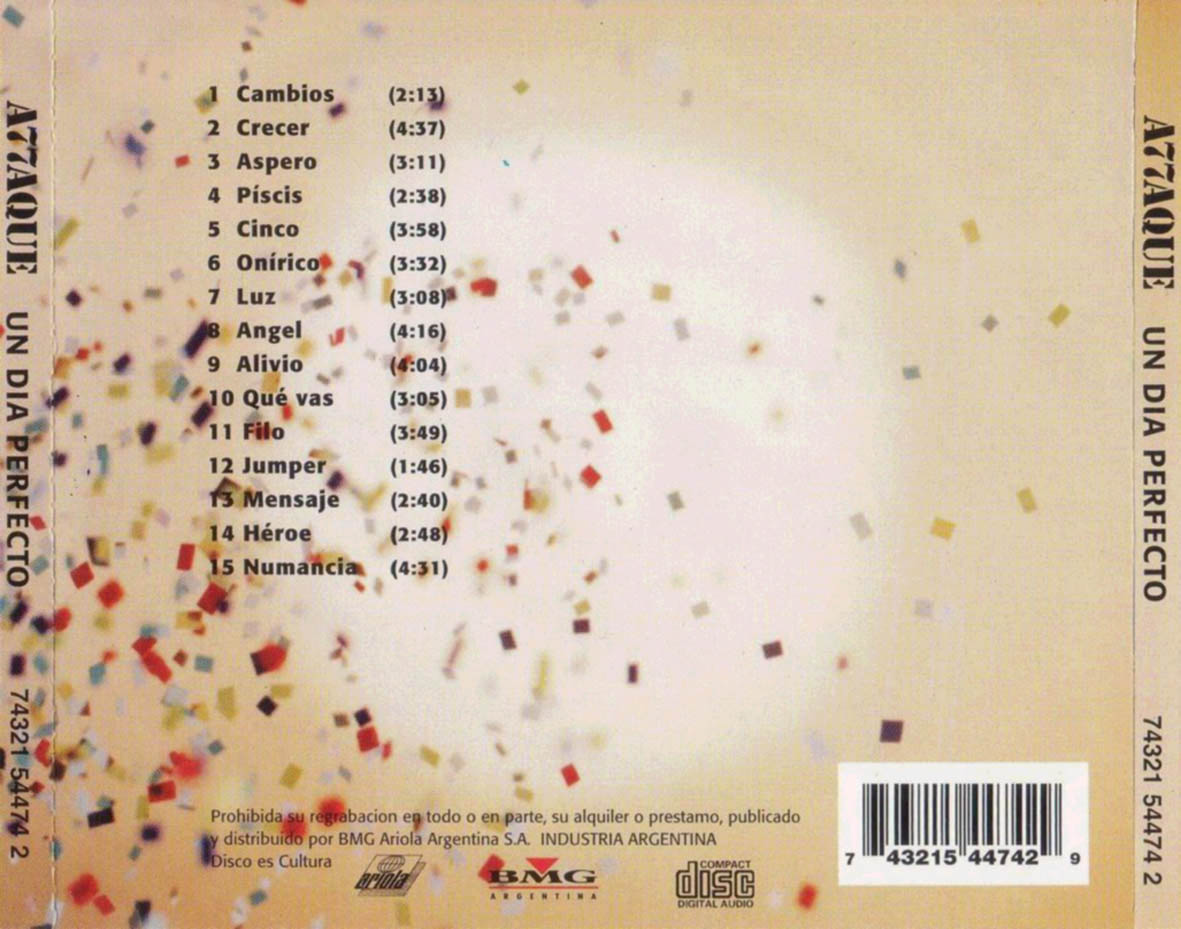 A77AQUE UN DIA PERFECTO 74321 54474 2
1 Cambios (2:13)
2 Crecer (4:37)
3 Aspero (3:11)
4 Píscis (2:38)
5 Cinco (3:58)
6 Onírico (3:32)
7 Luz (3:08)
8 Angel (4:16)
9 Alivio (4:04)
10 Qué vas (3:05)
11 Filo (3:49)
12 Jumper (1:46)
13 Mensaje (2:40)
14 Héroe (2:48)
15 Numancia (4:31)
Prohibida su regrabacion en todo o en parte, su alquiler o prestamo, publicado
y distribuido por BMG Ariola Argentina S.A. INDUSTRIA ARGENTINA
Disco es Cultura
ariola
BMG
ARGENTINA
COMPACT
disc
DIGITAL AUDIO
7 43215 44742 9
A77AQUE UN DIA PERFECTO 74321 54474 2